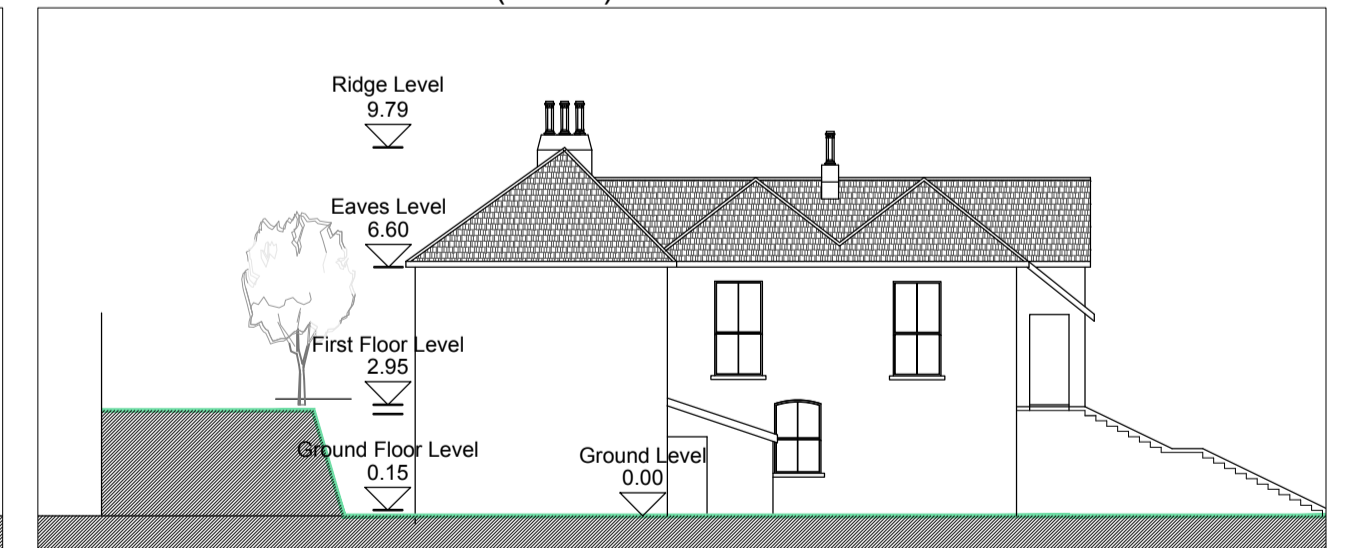 Ridge Level
9.79
Eaves Level
6.60
First Floor Level
2.95
Ground Floor Level
0.15
Ground Level
0.00